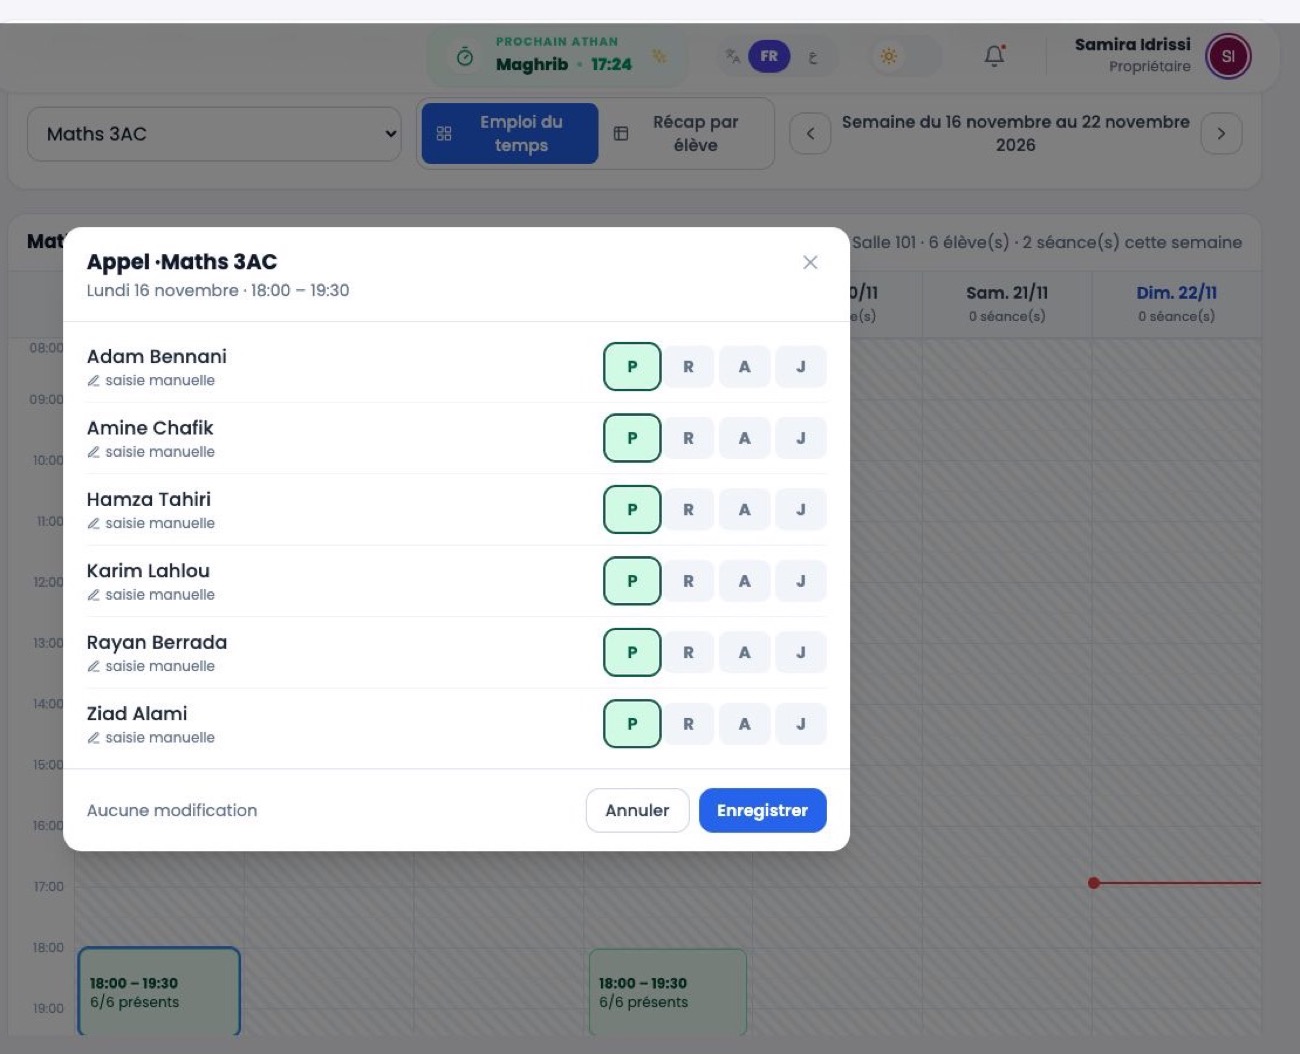 PROCHAIN ATHAN
Maghrib • 17:24
FR
ع
Samira Idrissi
Propriétaire
SI
Maths 3AC
Emploi du
temps
Récap par
élève
Semaine du 16 novembre au 22 novembre
2026
Mat
Salle 101 · 6 élève(s) · 2 séance(s) cette semaine
0/11
e(s)
Sam. 21/11
0 séance(s)
Dim. 22/11
0 séance(s)
Appel ·Maths 3AC
Lundi 16 novembre · 18:00 – 19:30
Adam Bennani
saisie manuelle
P R A J
Amine Chafik
saisie manuelle
P R A J
Hamza Tahiri
saisie manuelle
P R A J
Karim Lahlou
saisie manuelle
P R A J
Rayan Berrada
saisie manuelle
P R A J
Ziad Alami
saisie manuelle
P R A J
Aucune modification
Annuler
Enregistrer
08:00
09:00
10:00
11:00
12:00
13:00
14:00
15:00
16:00
17:00
18:00
19:00
18:00 – 19:30
6/6 présents
18:00 – 19:30
6/6 présents